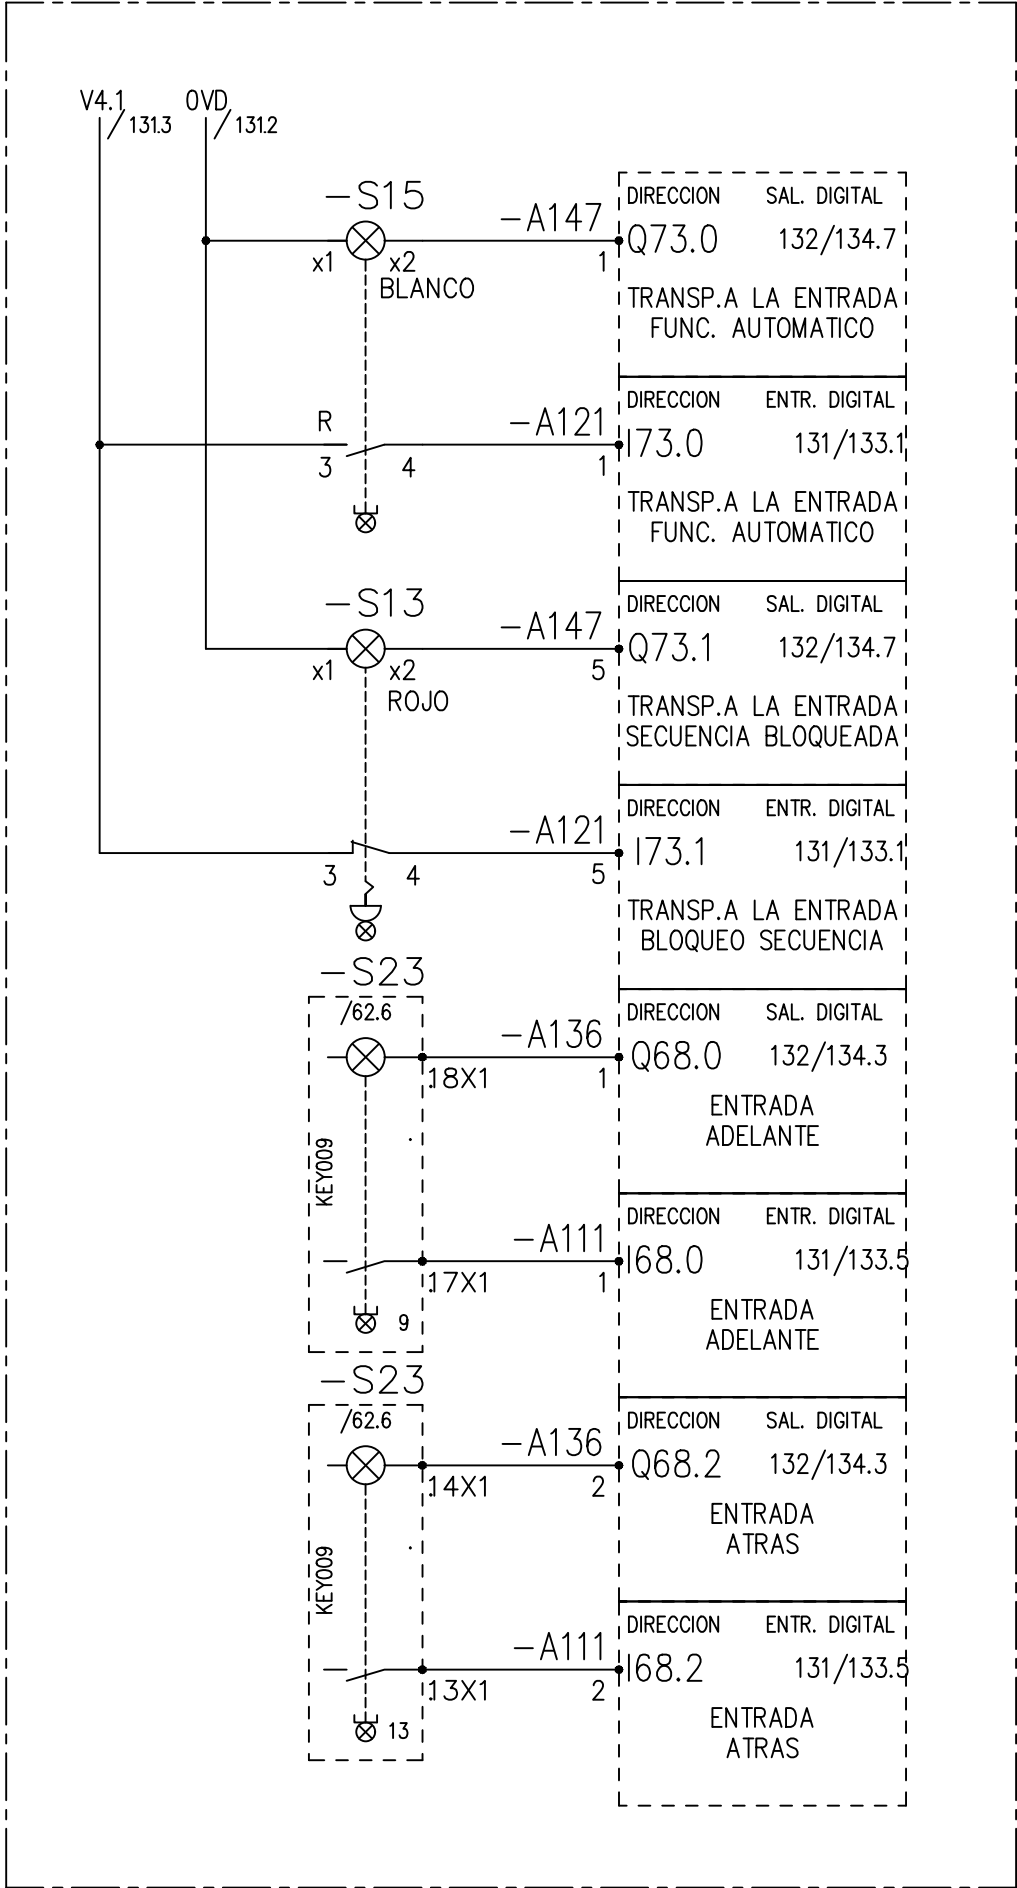 V4.1
/131.3
0VD
/131.2
-S15
x1
x2
BLANCO
-A147
1
DIRECCION SAL. DIGITAL
Q73.0 132/134.7
TRANSP.A LA ENTRADA
FUNC. AUTOMATICO
R
3
4
-A121
1
DIRECCION ENTR. DIGITAL
I73.0 131/133.1
TRANSP.A LA ENTRADA
FUNC. AUTOMATICO
-S13
x1
x2
ROJO
-A147
5
DIRECCION SAL. DIGITAL
Q73.1 132/134.7
TRANSP.A LA ENTRADA
SECUENCIA BLOQUEADA
3
4
-A121
5
DIRECCION ENTR. DIGITAL
I73.1 131/133.1
TRANSP.A LA ENTRADA
BLOQUEO SECUENCIA
-S23
/62.6
KEY009
.18X1
-A136
1
DIRECCION SAL. DIGITAL
Q68.0 132/134.3
ENTRADA
ADELANTE
.17X1
9
-A111
1
DIRECCION ENTR. DIGITAL
I68.0 131/133.5
ENTRADA
ADELANTE
-S23
/62.6
KEY009
.14X1
-A136
2
DIRECCION SAL. DIGITAL
Q68.2 132/134.3
ENTRADA
ATRAS
.13X1
13
-A111
2
DIRECCION ENTR. DIGITAL
I68.2 131/133.5
ENTRADA
ATRAS